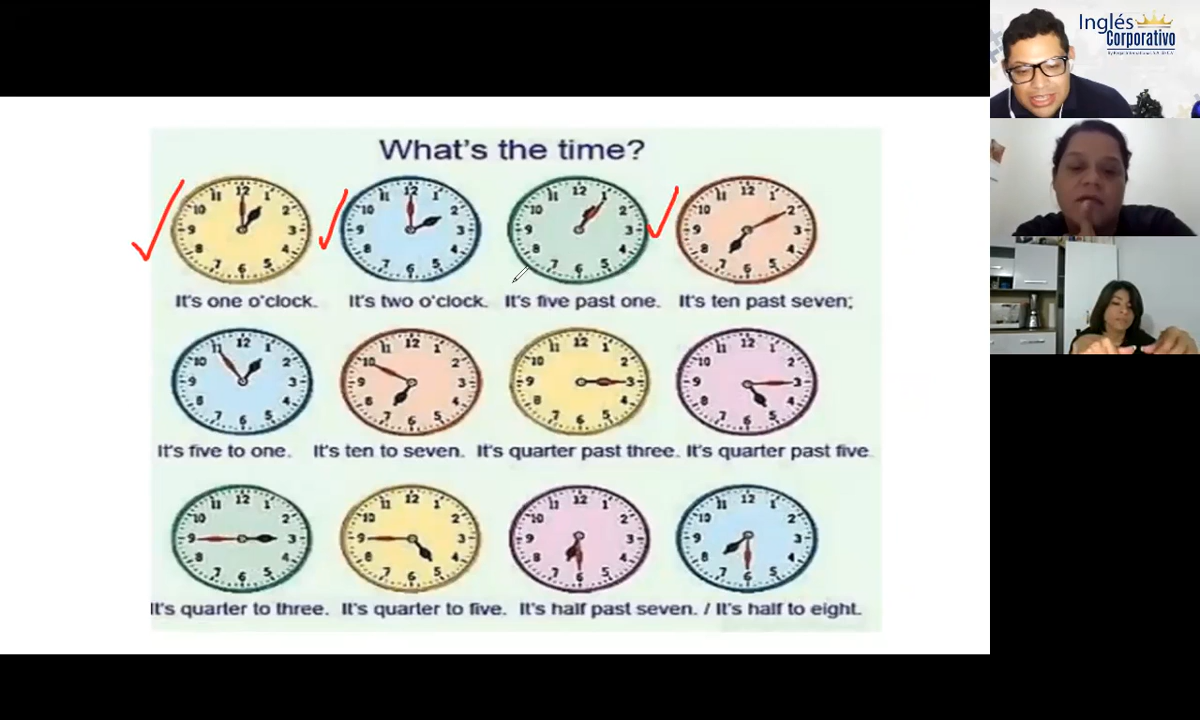 Inglés
Corporativo
What's the time?
It's one o'clock. It's two o'clock. It's five past one. It's ten past seven;
It's five to one. It's ten to seven. It's quarter past three. It's quarter past five
It's quarter to three. It's quarter to five. It's half past seven. / It's half to eight.